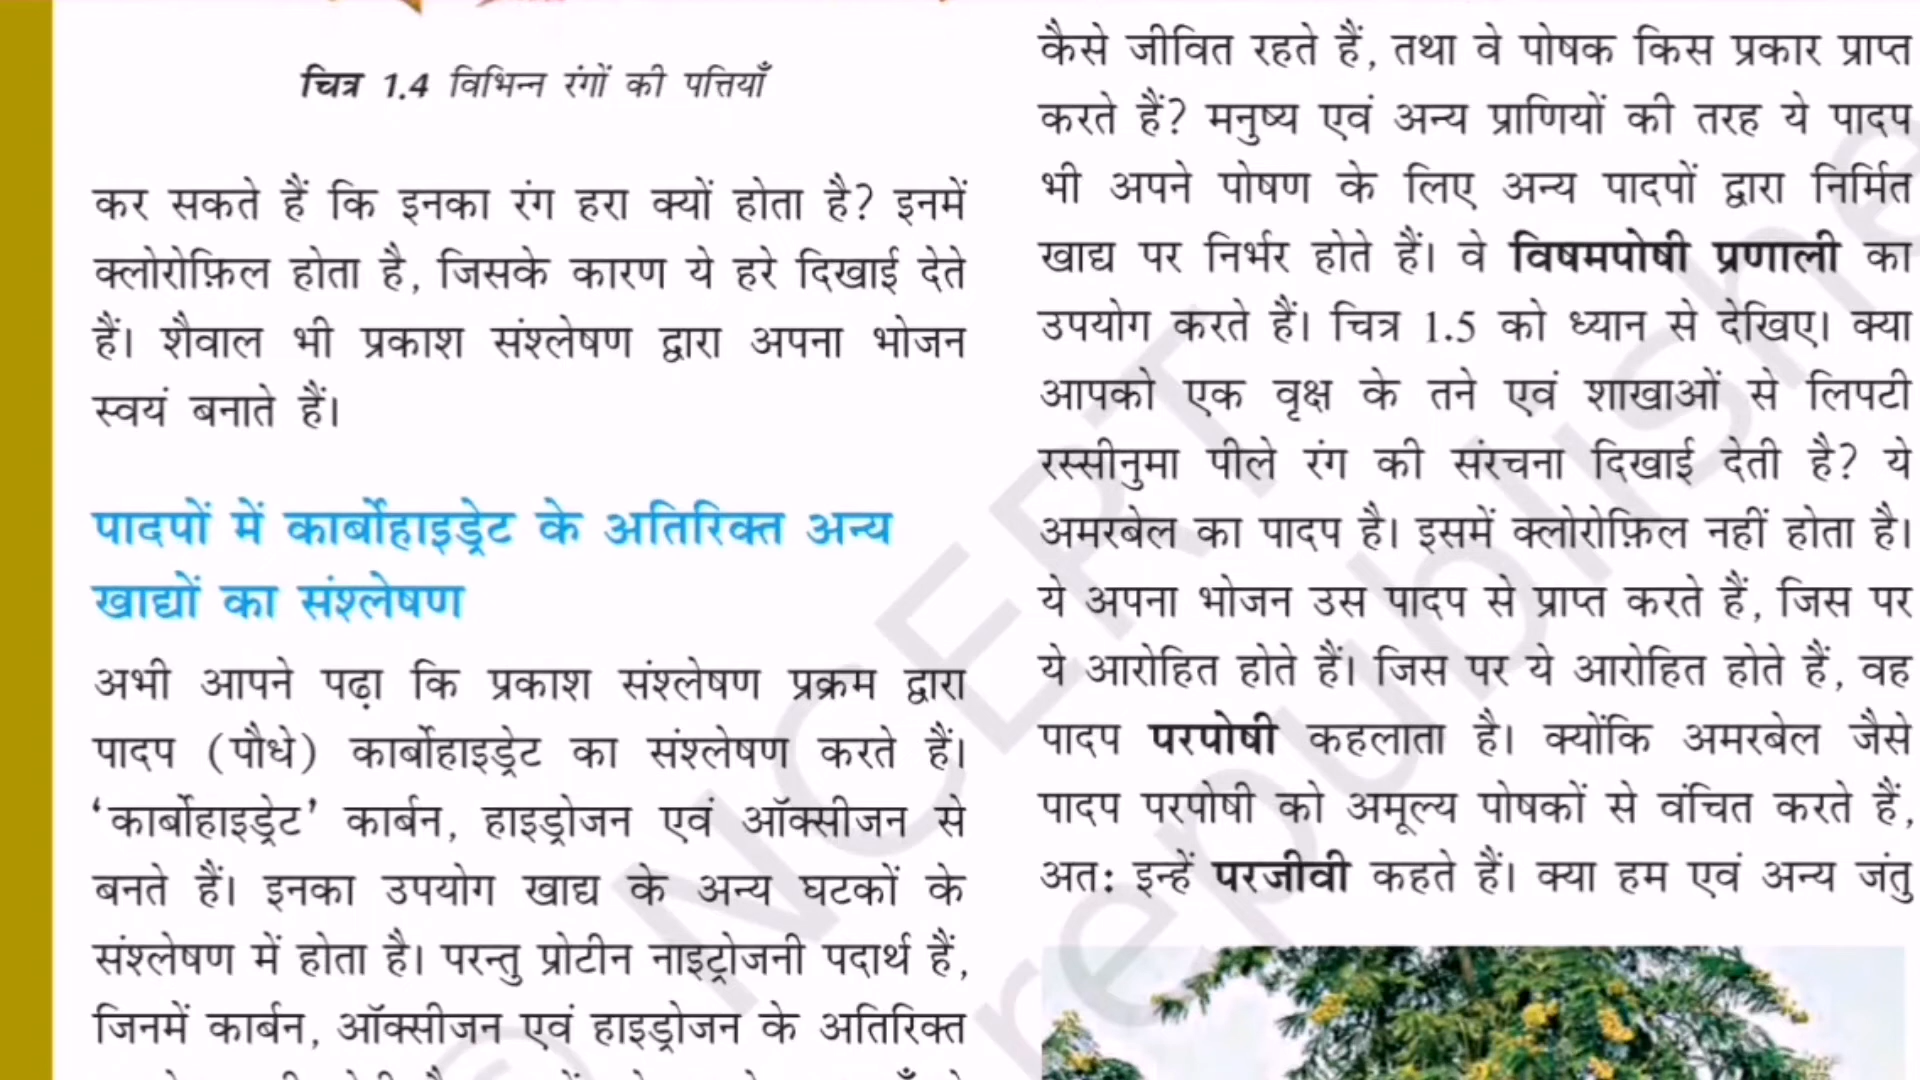 चित्र 1.4 विभिन्न रंगों की पत्तियाँ
कर सकते हैं कि इनका रंग हरा क्यों होता है? इनमें
क्लोरोफ़िल होता है, जिसके कारण ये हरे दिखाई देते
हैं। शैवाल भी प्रकाश संश्लेषण द्वारा अपना भोजन
स्वयं बनाते हैं।
पादपों में कार्बोहाइड्रेट के अतिरिक्त अन्य
खाद्यों का संश्लेषण
अभी आपने पढ़ा कि प्रकाश संश्लेषण प्रक्रम द्वारा
पादप (पौधे) कार्बोहाइड्रेट का संश्लेषण करते हैं।
‘कार्बोहाइड्रेट’ कार्बन, हाइड्रोजन एवं ऑक्सीजन से
बनते हैं। इनका उपयोग खाद्य के अन्य घटकों के
संश्लेषण में होता है। परन्तु प्रोटीन नाइट्रोजनी पदार्थ हैं,
जिनमें कार्बन, ऑक्सीजन एवं हाइड्रोजन के अतिरिक्त
कैसे जीवित रहते हैं, तथा वे पोषक किस प्रकार प्राप्त
करते हैं? मनुष्य एवं अन्य प्राणियों की तरह ये पादप
भी अपने पोषण के लिए अन्य पादपों द्वारा निर्मित
खाद्य पर निर्भर होते हैं। वे विषमपोषी प्रणाली का
उपयोग करते हैं। चित्र 1.5 को ध्यान से देखिए। क्या
आपको एक वृक्ष के तने एवं शाखाओं से लिपटी
रस्सीनुमा पीले रंग की संरचना दिखाई देती है? ये
अमरबेल का पादप है। इसमें क्लोरोफ़िल नहीं होता है।
ये अपना भोजन उस पादप से प्राप्त करते हैं, जिस पर
ये आरोहित होते हैं। जिस पर ये आरोहित होते हैं, वह
पादप परपोषी कहलाता है। क्योंकि अमरबेल जैसे
पादप परपोषी को अमूल्य पोषकों से वंचित करते हैं,
अतः इन्हें परजीवी कहते हैं। क्या हम एवं अन्य जंतु
© NCERT
republishe